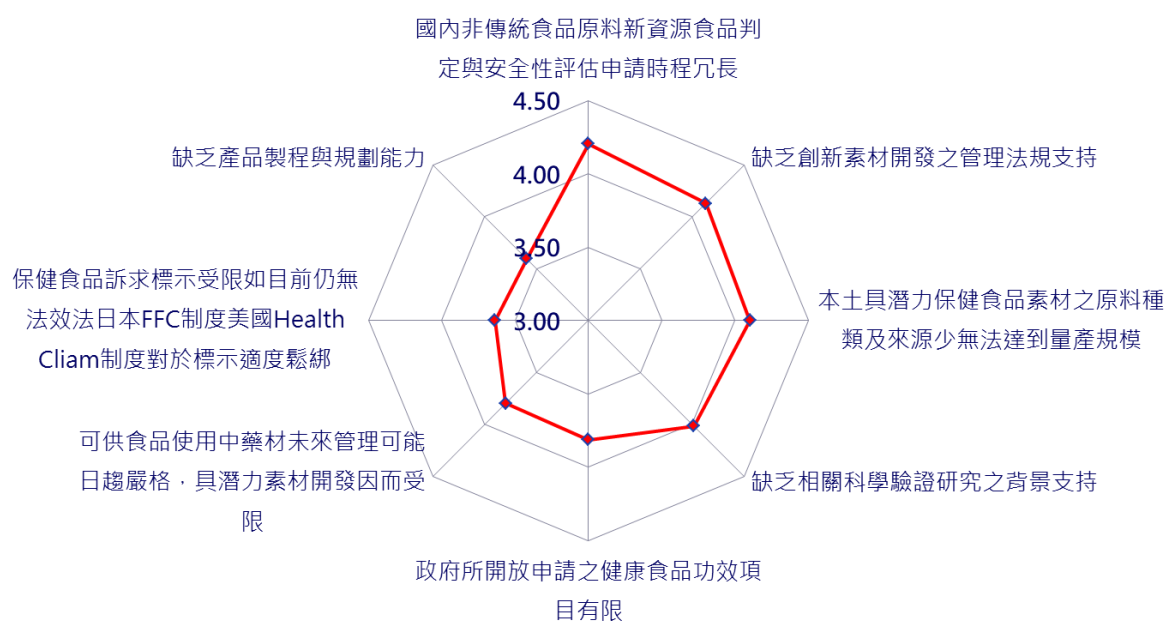 國內非傳統食品原料新資源食品判
定與安全性評估申請時程冗長
4.50
缺乏產品製程與規劃能力
4.00
缺乏創新素材開發之管理法規支持
3.50
保健食品訴求標示受限如目前仍無
法效法日本FFC制度美國Health
Cliam制度對於標示適度鬆綁
3.00
本土具潛力保健食品素材之原料種
類及來源少無法達到量產規模
可供食品使用中藥材未來管理可能
日趨嚴格，具潛力素材開發因而受
限
缺乏相關科學驗證研究之背景支持
政府所開放申請之健康食品功效項
目有限